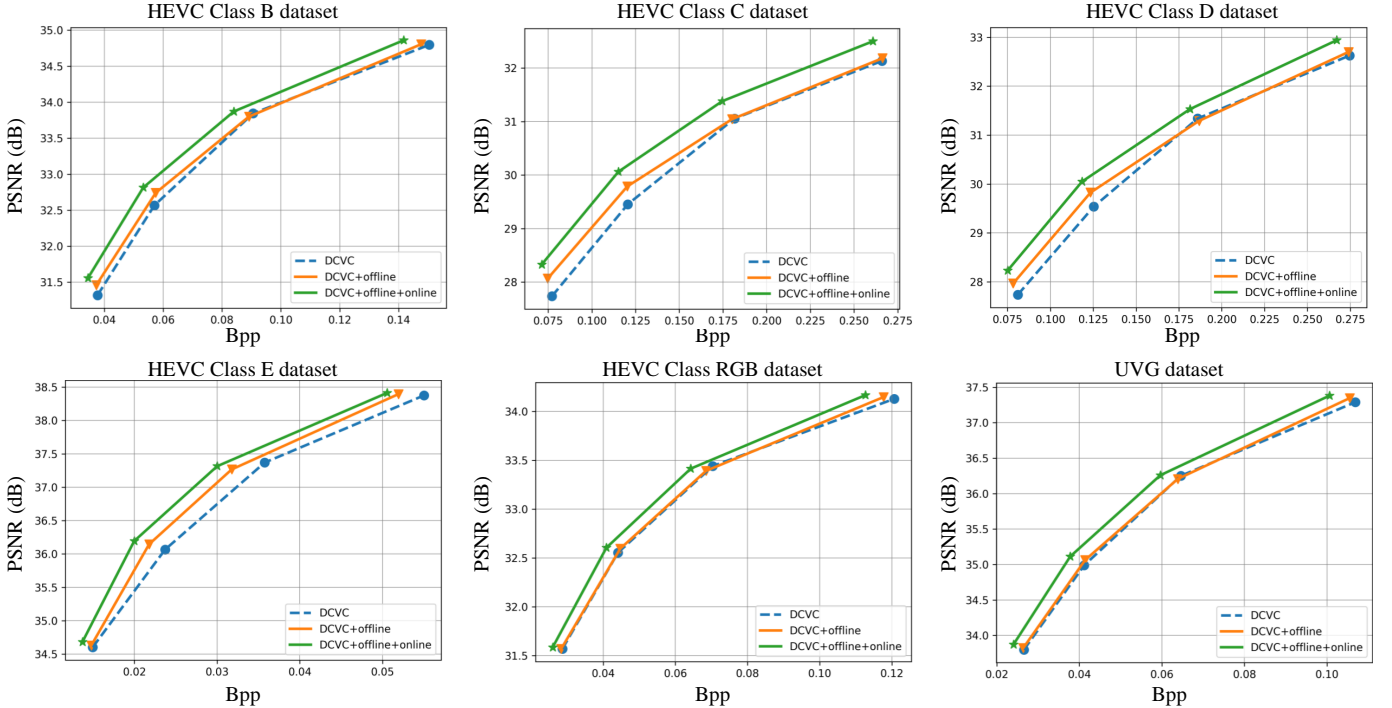 HEVC Class B dataset
PSNR (dB)
35.0
34.5
34.0
33.5
33.0
32.5
32.0
31.5
0.04 0.06 0.08 0.10 0.12 0.14
Bpp
DCVC
DCVC+offline
DCVC+offline+online
HEVC Class C dataset
PSNR (dB)
32
31
30
29
28
0.075 0.100 0.125 0.150 0.175 0.200 0.225 0.250 0.275
Bpp
DCVC
DCVC+offline
DCVC+offline+online
HEVC Class D dataset
PSNR (dB)
33
32
31
30
29
28
0.075 0.100 0.125 0.150 0.175 0.200 0.225 0.250 0.275
Bpp
DCVC
DCVC+offline
DCVC+offline+online
HEVC Class E dataset
PSNR (dB)
38.5
38.0
37.5
37.0
36.5
36.0
35.5
35.0
34.5
0.02 0.03 0.04 0.05
Bpp
DCVC
DCVC+offline
DCVC+offline+online
HEVC Class RGB dataset
PSNR (dB)
34.0
33.5
33.0
32.5
32.0
31.5
0.04 0.06 0.08 0.10 0.12
Bpp
DCVC
DCVC+offline
DCVC+offline+online
UVG dataset
PSNR (dB)
37.5
37.0
36.5
36.0
35.5
35.0
34.5
34.0
0.02 0.04 0.06 0.08 0.10
Bpp
DCVC
DCVC+offline
DCVC+offline+online